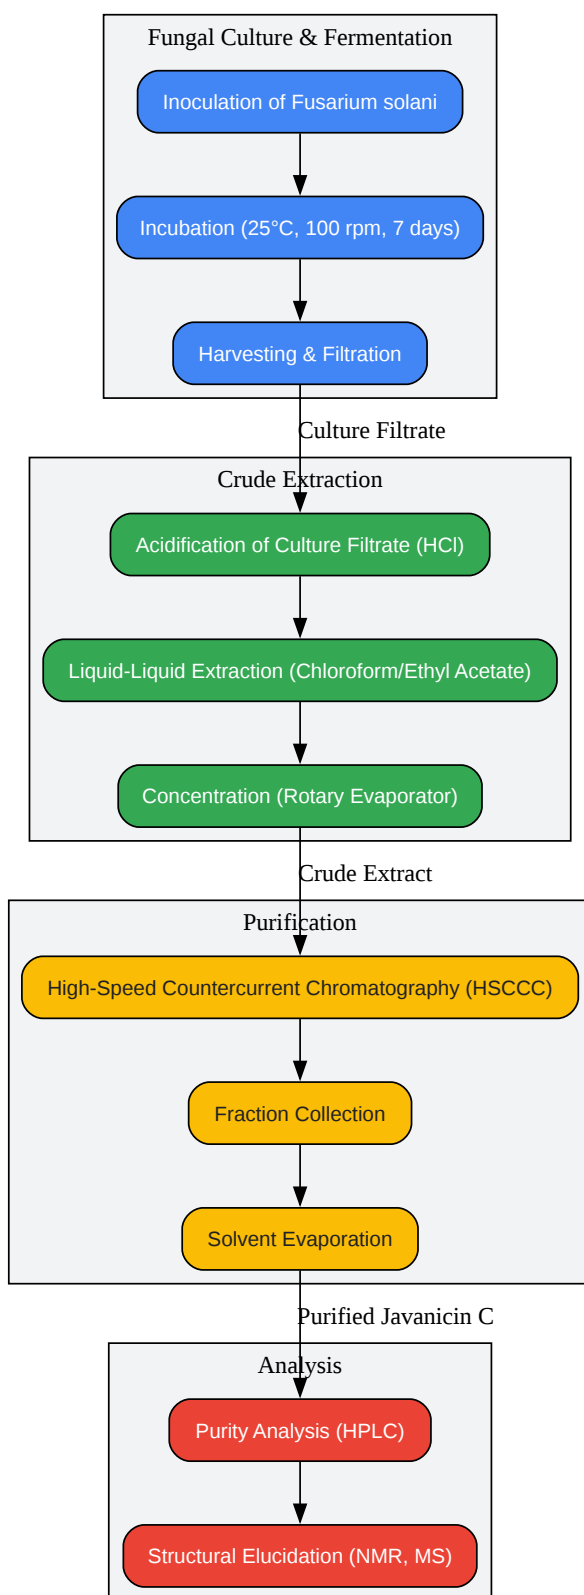 Fungal Culture & Fermentation
Inoculation of Fusarium solani
Incubation (25°C, 100 rpm, 7 days)
Harvesting & Filtration
Culture Filtrate
Crude Extraction
Acidification of Culture Filtrate (HCl)
Liquid-Liquid Extraction (Chloroform/Ethyl Acetate)
Concentration (Rotary Evaporator)
Crude Extract
Purification
High-Speed Countercurrent Chromatography (HSCCC)
Fraction Collection
Solvent Evaporation
Purified Javanicin C
Analysis
Purity Analysis (HPLC)
Structural Elucidation (NMR, MS)